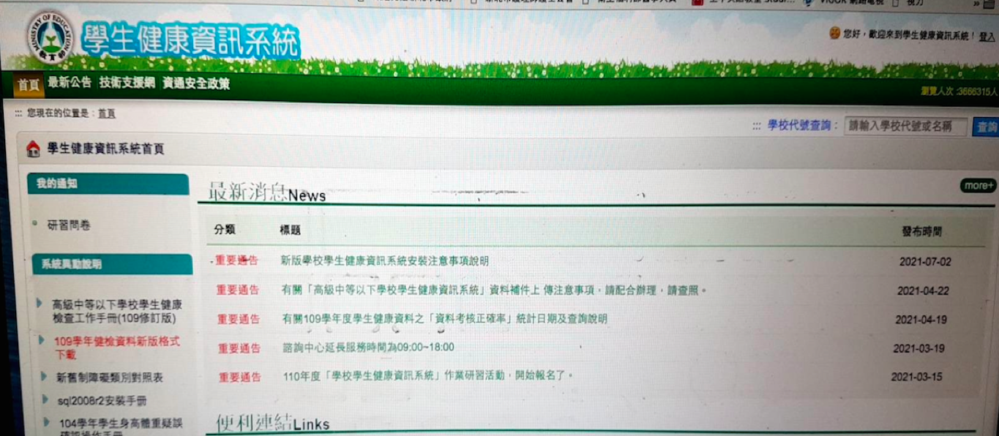 學生健康資訊系統
您好，歡迎來到學生健康資訊系統！ 登入
首頁 最新公告 技術支援網 資通安全政策
瀏覽人次 :3666315人
::: 您現在的位置是：首頁
::: 學校代號查詢： 請輸入學校代號或名稱 查詢
學生健康資訊系統首頁
我的通知
研習問卷
系統異動說明
高級中等以下學校學生健康
檢查工作手冊(109修訂版)
109學年健檢資料新版格式
下載
新舊制障礙類別對照表
sql2008r2安裝手冊
104學年學生身高體重疑誤
最新消息News
more+
分類 標題 發布時間
重要通告 新版學校學生健康資訊系統安裝注意事項說明 2021-07-02
重要通告 有關「高級中等以下學校學生健康資訊系統」資料補件上 傳注意事項，請配合辦理，請查照。 2021-04-22
重要通告 有關109學年度學生健康資料之「資料考核正確率」統計日期及查詢說明 2021-04-19
重要通告 諮詢中心延長服務時間為09:00~18:00 2021-03-19
重要通告 110年度「學校學生健康資訊系統」作業研習活動，開始報名了。 2021-03-15
便利連結Links